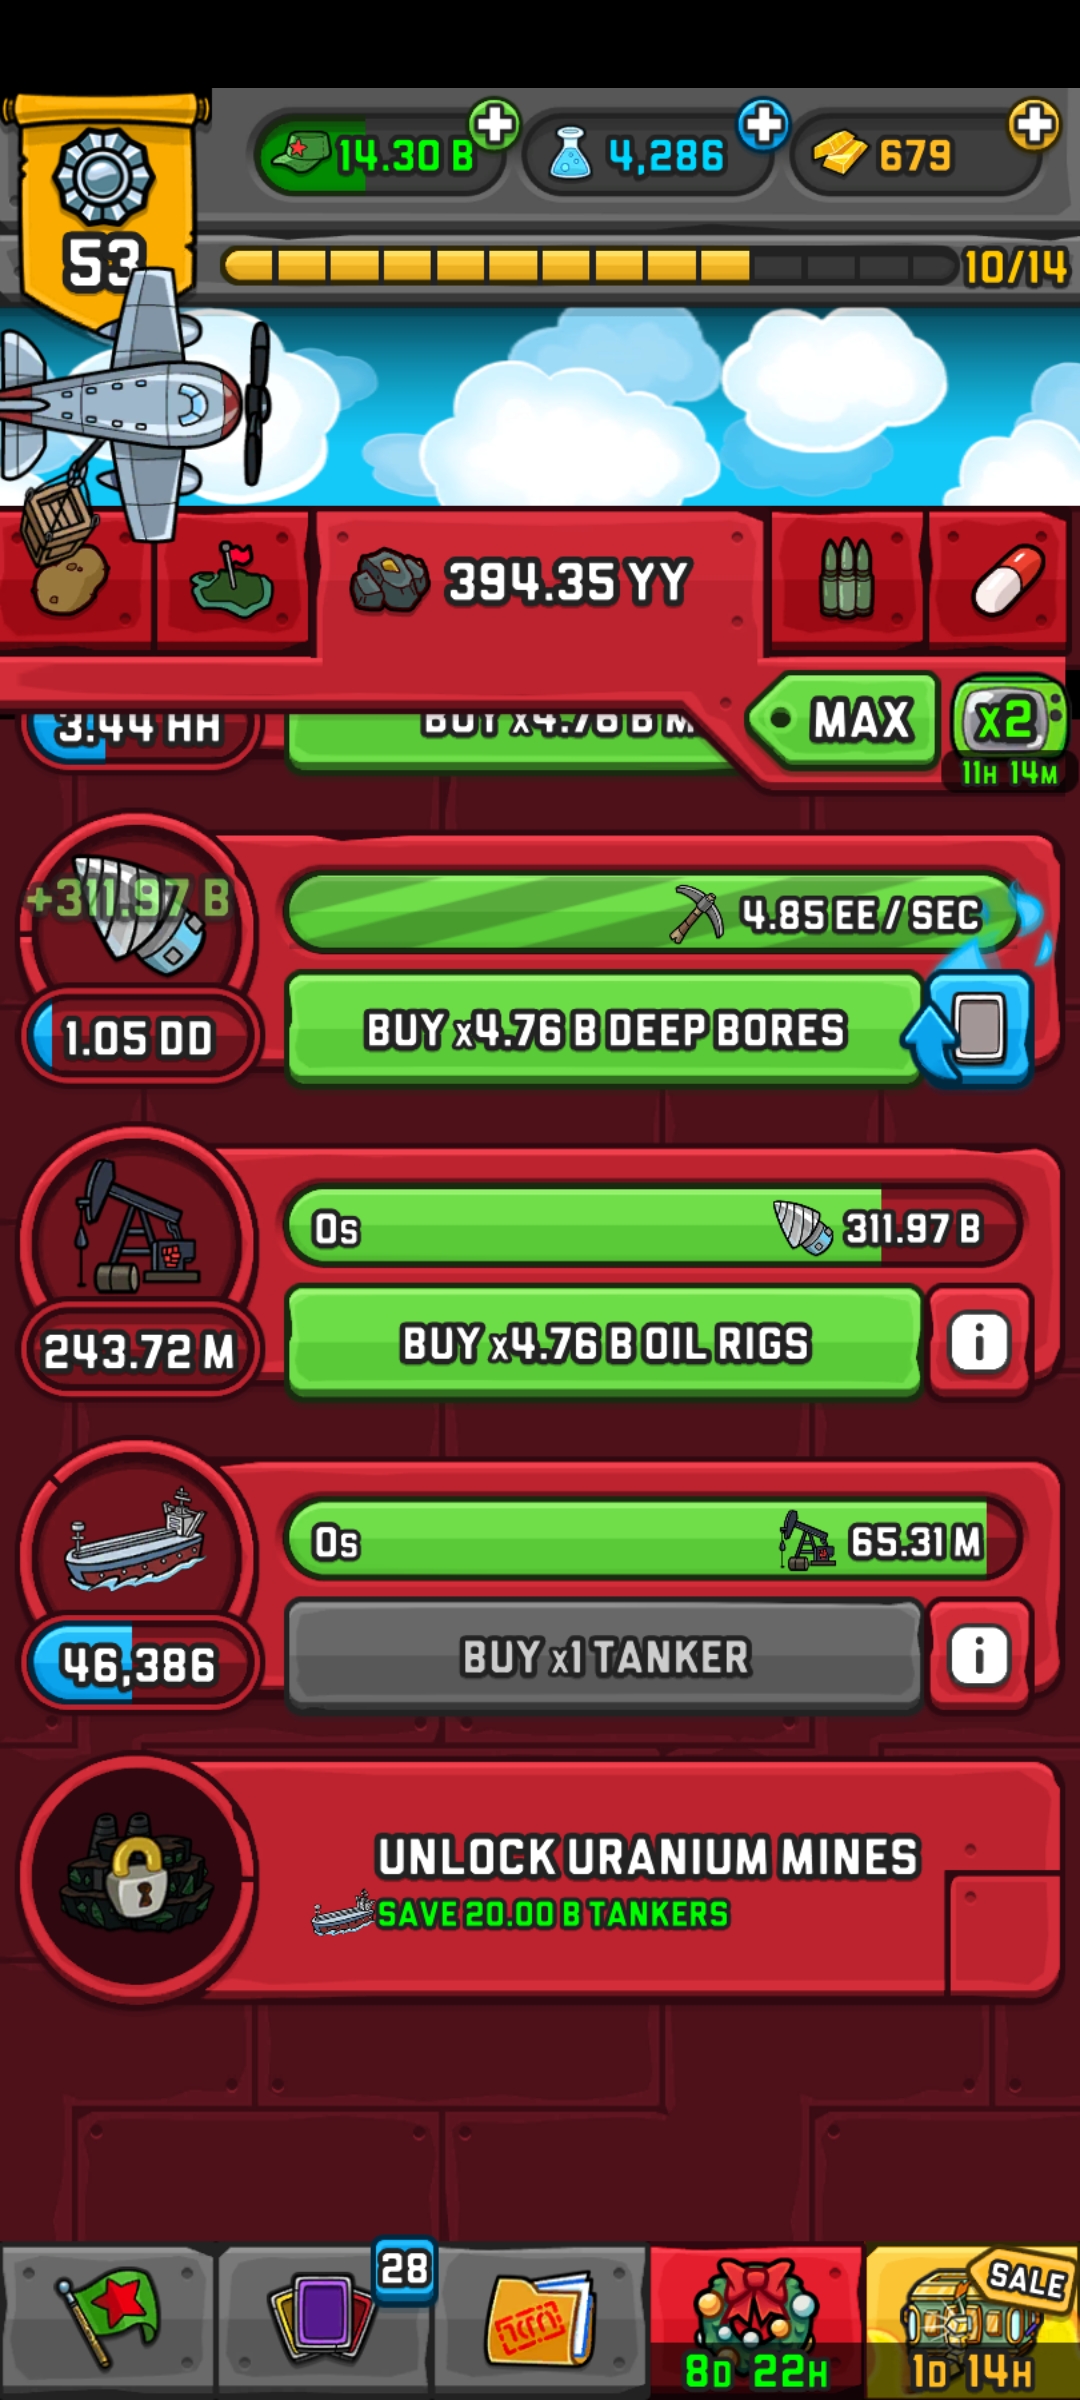 14.30 B
4,286
679
53
10/14
394.35 YY
MAX
x2
11H 14M
3.44 HH
BUY x4.76 B M
+311.97 B
4.85 EE / SEC
1.05 DD
BUY x4.76 B DEEP BORES
0s
311.97 B
243.72 M
BUY x4.76 B OIL RIGS
0s
65.31 M
46,386
BUY x1 TANKER
UNLOCK URANIUM MINES
SAVE 20.00 B TANKERS
28
SALE
8D 22H
1D 14H